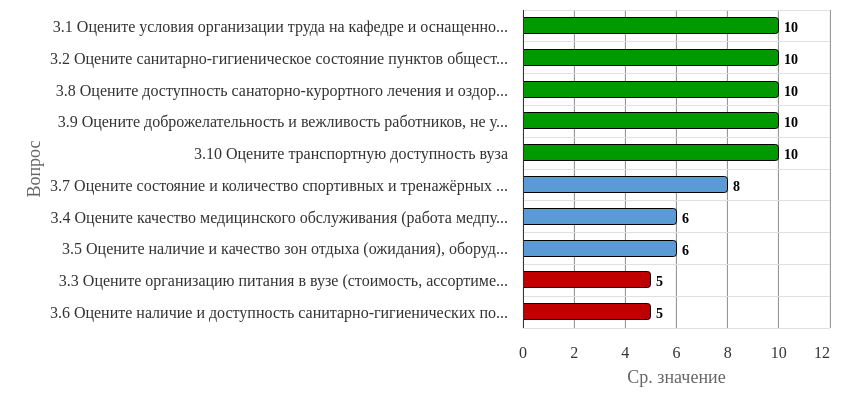 3.1 Оцените условия организации труда на кафедре и оснащенно... 10
3.2 Оцените санитарно-гигиеническое состояние пунктов общест... 10
3.8 Оцените доступность санаторно-курортного лечения и оздор... 10
3.9 Оцените доброжелательность и вежливость работников, не у... 10
3.10 Оцените транспортную доступность вуза 10
3.7 Оцените состояние и количество спортивных и тренажёрных ... 8
3.4 Оцените качество медицинского обслуживания (работа медпу... 6
3.5 Оцените наличие и качество зон отдыха (ожидания), оборуд... 6
3.3 Оцените организацию питания в вузе (стоимость, ассортиме... 5
3.6 Оцените наличие и доступность санитарно-гигиенических по... 5
Вопрос
0 2 4 6 8 10 12
Ср. значение